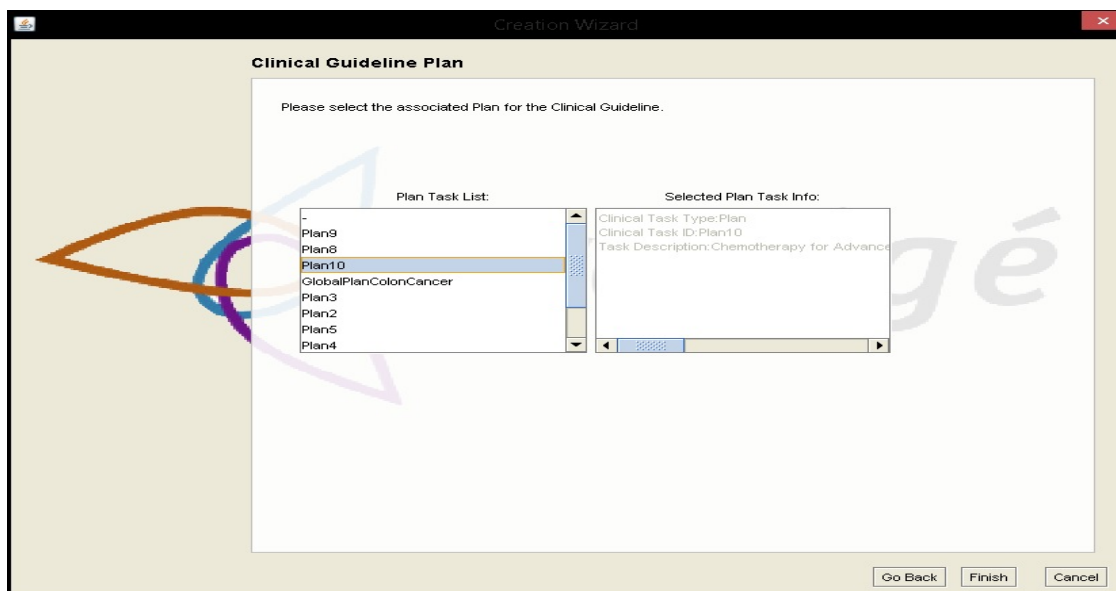 Creation Wizard
Clinical Guideline Plan
Please select the associated Plan for the Clinical Guideline.
Plan Task List:
-
Plan9
Plan8
Plan10
GlobalPlanColonCancer
Plan3
Plan2
Plan5
Plan4
Selected Plan Task Info:
Clinical Task Type:Plan
Clinical Task ID:Plan10
Task Description:Chemotherapy for Advance
gé
Go Back
Finish
Cancel